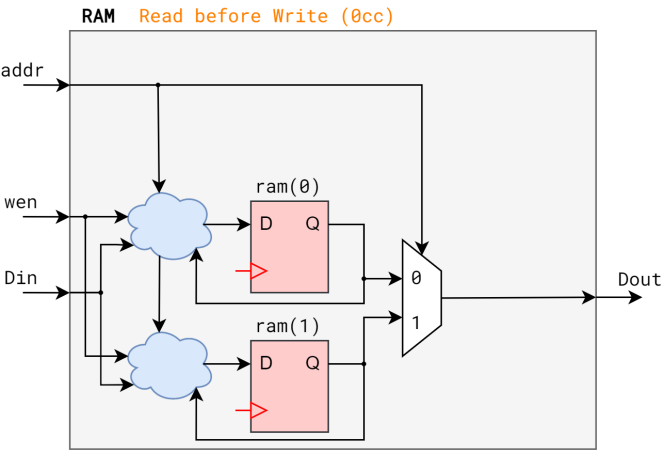 RAM Read before Write (0cc)
addr
ram(0)
wen
D Q
Din
0
Dout
1
ram(1)
D Q